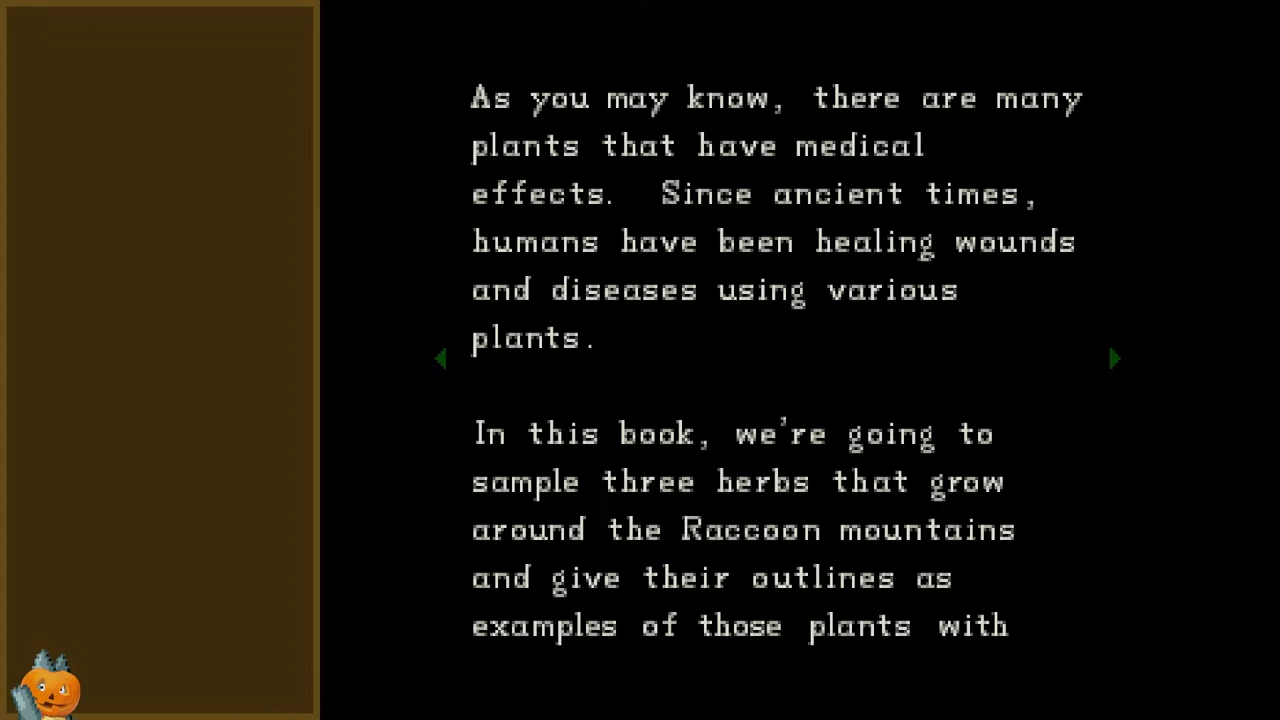 As you may know, there are many
plants that have medical
effects. Since ancient times,
humans have been healing wounds
and diseases using various
plants.
In this book, we're going to
sample three herbs that grow
around the Raccoon mountains
and give their outlines as
examples of those plants with